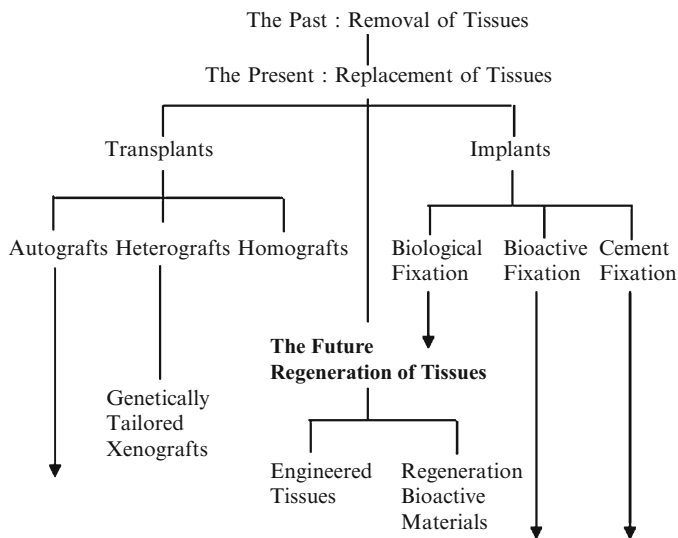 The Past : Removal of Tissues
The Present : Replacement of Tissues
Transplants
Implants
Autografts Heterografts Homografts
Biological
Fixation
Bioactive
Fixation
Cement
Fixation
The Future
Regeneration of Tissues
Genetically
Tailored
Xenografts
Engineered
Tissues
Regeneration
Bioactive
Materials